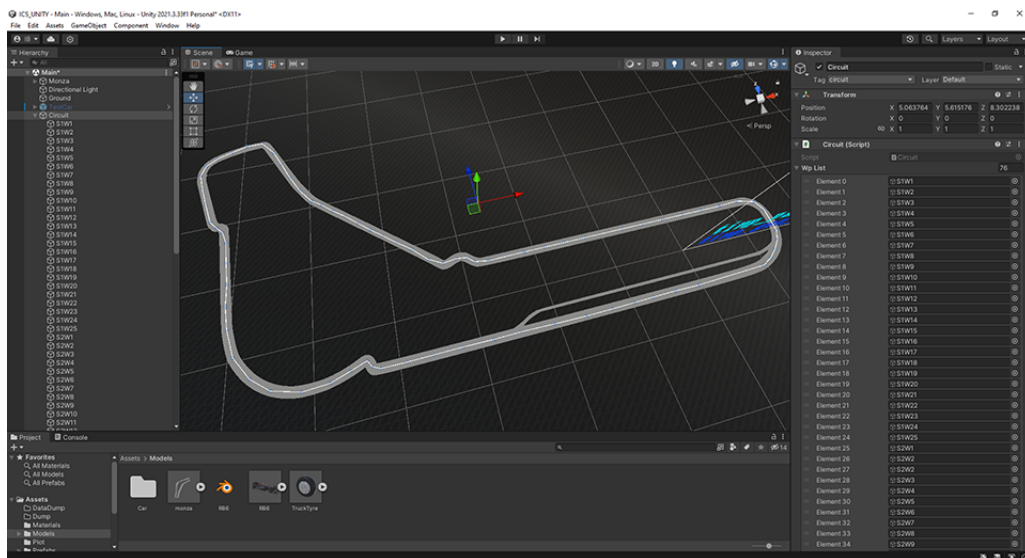 ICS_UNITY - Main - Windows, Mac, Linux - Unity 2021.3.33f1 Personal* <DX11>
File Edit Assets GameObject Component Window Help
Layers Layout
Hierarchy
All
Main*
Monza
Directional Light
Ground
TestCar
Circuit
S1W1
S1W2
S1W3
S1W4
S1W5
S1W6
S1W7
S1W8
S1W9
S1W10
S1W11
S1W12
S1W13
S1W14
S1W15
S1W16
S1W17
S1W18
S1W19
S1W20
S1W21
S1W22
S1W23
S1W24
S1W25
S2W1
S2W2
S2W3
S2W4
S2W5
S2W6
S2W7
S2W8
S2W9
S2W10
S2W11
Scene Game
2D
Persp
Inspector
Circuit Static
Tag circuit Layer Default
Transform
Position X 5.063764 Y 5.615176 Z 8.302238
Rotation X 0 Y 0 Z 0
Scale X 1 Y 1 Z 1
Circuit (Script)
Script Circuit
Wp List 76
Element 0 S1W1
Element 1 S1W2
Element 2 S1W3
Element 3 S1W4
Element 4 S1W5
Element 5 S1W6
Element 6 S1W7
Element 7 S1W8
Element 8 S1W9
Element 9 S1W10
Element 10 S1W11
Element 11 S1W12
Element 12 S1W13
Element 13 S1W14
Element 14 S1W15
Element 15 S1W16
Element 16 S1W17
Element 17 S1W18
Element 18 S1W19
Element 19 S1W20
Element 20 S1W21
Element 21 S1W22
Element 22 S1W23
Element 23 S1W24
Element 24 S1W25
Element 25 S2W1
Element 26 S2W2
Element 27 S2W2
Element 28 S2W3
Element 29 S2W4
Element 30 S2W5
Element 31 S2W6
Element 32 S2W7
Element 33 S2W8
Element 34 S2W9
Project Console
14
Favorites
All Materials
All Models
All Prefabs
Assets
DataDump
Dump
Materials
Models
Plot
Prefabs
Assets > Models
Car monza RB6 RB6 TruckTyre